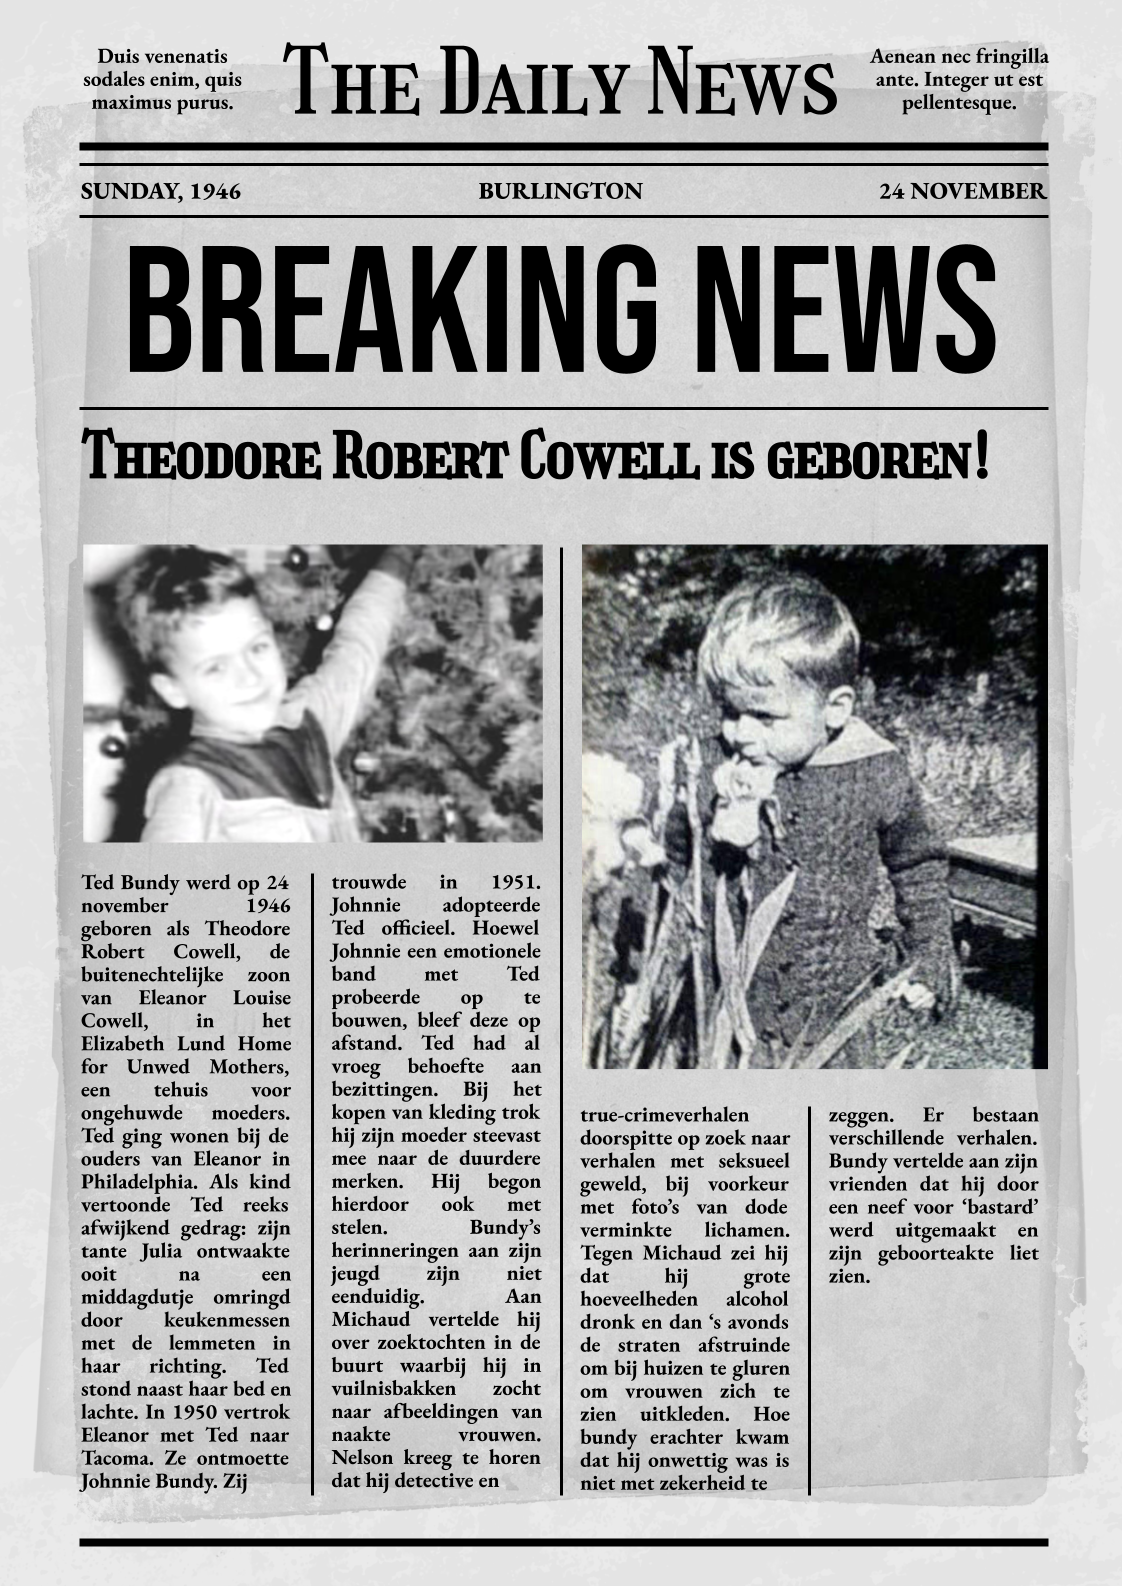 Duis venenatis
sodales enim, quis
maximus purus.
The Daily News
Aenean nec fringilla
ante. Integer ut est
pellentesque.
SUNDAY, 1946
BURLINGTON
24 NOVEMBER
BREAKING NEWS
Theodore Robert Cowell is geboren!
Ted Bundy werd op 24
november 1946
geboren als Theodore
Robert Cowell, de
buitenechtelijke zoon
van Eleanor Louise
Cowell, in het
Elizabeth Lund Home
for Unwed Mothers,
een tehuis voor
ongehuwde moeders.
Ted ging wonen bij de
ouders van Eleanor in
Philadelphia. Als kind
vertoonde Ted reeks
afwijkend gedrag: zijn
tante Julia ontwaakte
ooit na een
middagdutje omringd
door keukenmessen
met de lemmeten in
haar richting. Ted
stond naast haar bed en
lachte. In 1950 vertrok
Eleanor met Ted naar
Tacoma. Ze ontmoette
Johnnie Bundy. Zij
trouwde in 1951.
Johnnie adopteerde
Ted officieel. Hoewel
Johnnie een emotionele
band met Ted
probeerde op te
bouwen, bleef deze op
afstand. Ted had al
vroeg behoefte aan
bezittingen. Bij het
kopen van kleding trok
hij zijn moeder steevast
mee naar de duurdere
merken. Hij begon
hierdoor ook met
stelen. Bundy’s
herinneringen aan zijn
jeugd zijn niet
eenduidig. Aan
Michaud vertelde hij
over zoektochten in de
buurt waarbij hij in
vuilnisbakken zocht
naar afbeeldingen van
naakte vrouwen.
Nelson kreeg te horen
dat hij detective en
true-crimeverhalen
doorspitte op zoek naar
verhalen met seksueel
geweld, bij voorkeur
met foto’s van dode
verminkte lichamen.
Tegen Michaud zei hij
dat hij grote
hoeveelheden alcohol
dronk en dan ‘s avonds
de straten afstruinde
om bij huizen te gluren
om vrouwen zich te
zien uitkleden. Hoe
bundy erachter kwam
dat hij onwettig was is
niet met zekerheid te
zeggen. Er bestaan
verschillende verhalen.
Bundy vertelde aan zijn
vrienden dat hij door
een neef voor ‘bastard’
werd uitgemaakt en
zijn geboorteakte liet
zien.